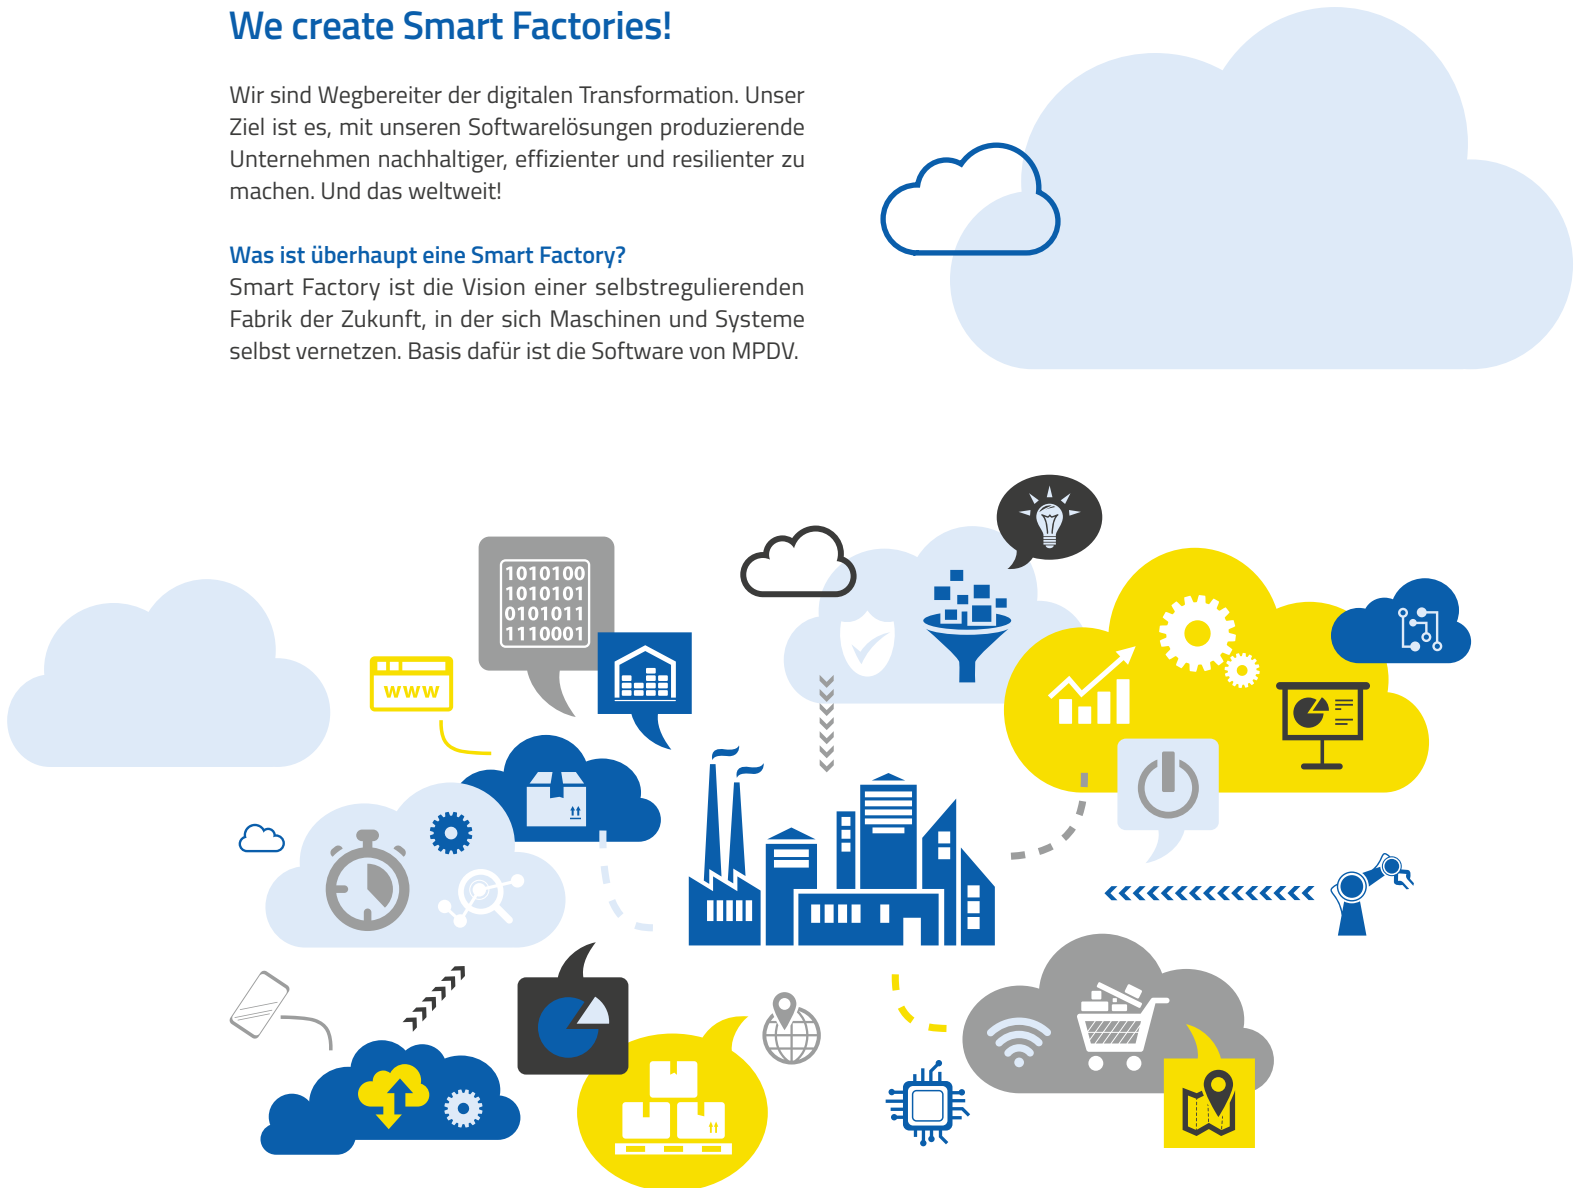 We create Smart Factories!
Wir sind Wegbereiter der digitalen Transformation. Unser
Ziel ist es, mit unseren Softwarelösungen produzierende
Unternehmen nachhaltiger, effizienter und resilienter zu
machen. Und das weltweit!
Was ist überhaupt eine Smart Factory?
Smart Factory ist die Vision einer selbstregulierenden
Fabrik der Zukunft, in der sich Maschinen und Systeme
selbst vernetzen. Basis dafür ist die Software von MPDV.
1010100
1010101
0101011
1110001
www